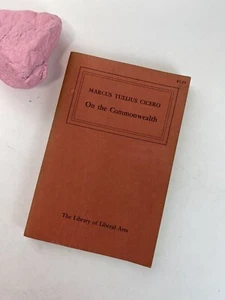 MARCUS TULLIUS CICERO
On the Commonwealth
The Library of Liberal Arts